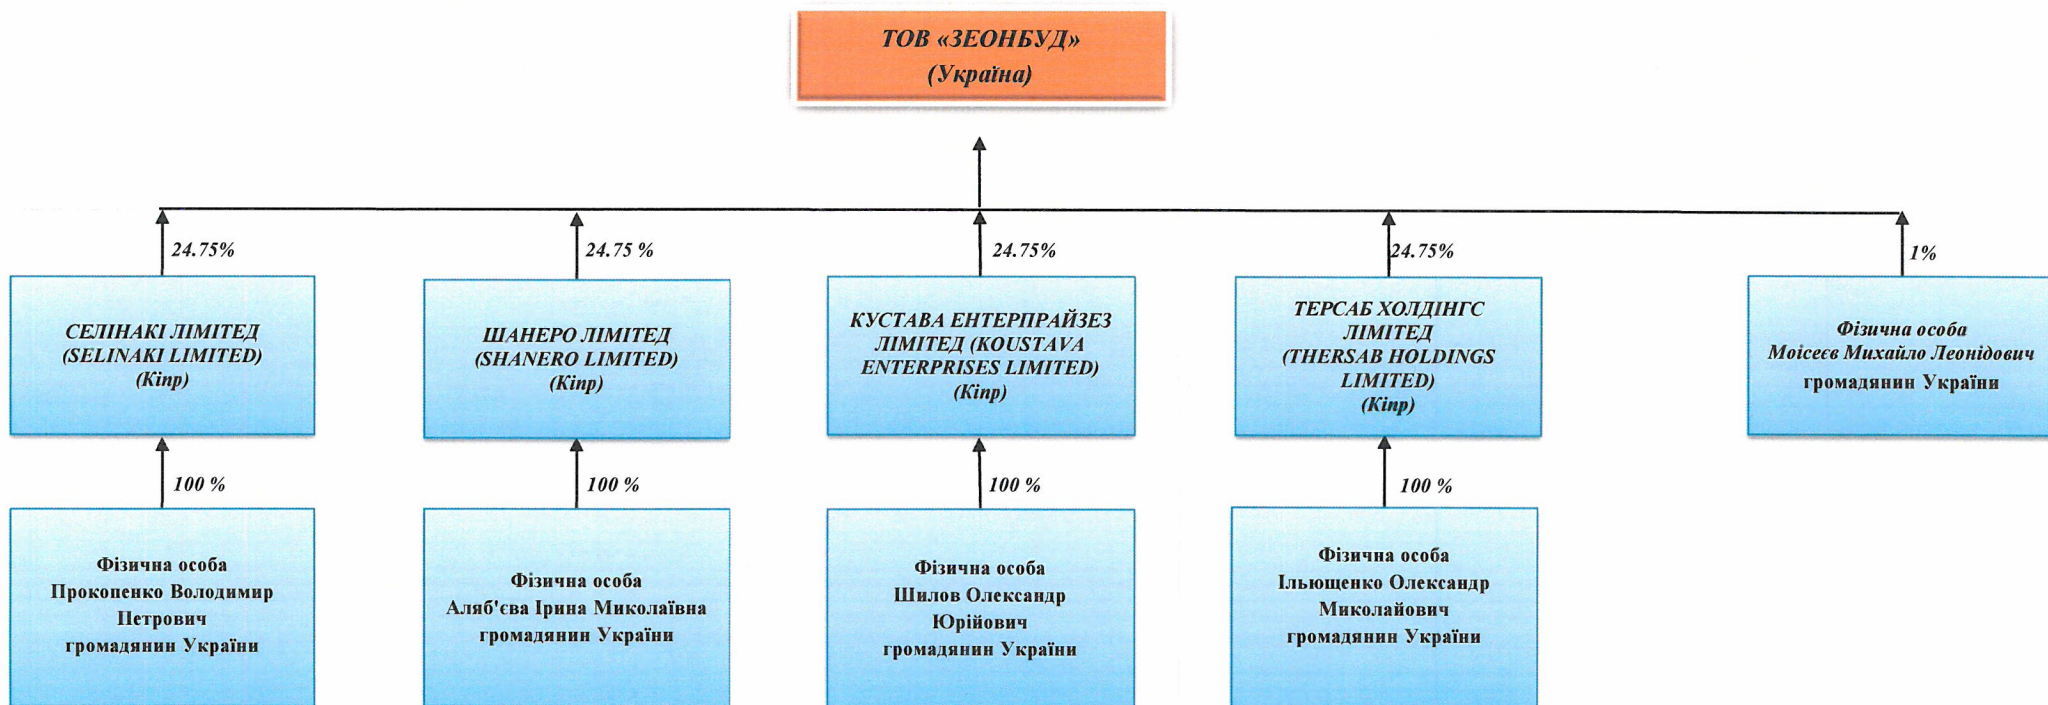 ТОВ «ЗЕОНБУД»
(Україна)
24.75%
24.75 %
24.75%
24.75%
1%
СЕЛІНАКІ ЛІМІТЕД
(SELINAKI LIMITED)
(Кіпр)
ШАНЕРО ЛІМІТЕД
(SHANERO LIMITED)
(Кіпр)
КУСТАВА ЕНТЕРПРАЙЗЕЗ
ЛІМІТЕД (KOUSTAVA
ENTERPRISES LIMITED)
(Кіпр)
ТЕРСАБ ХОЛДІНГС
ЛІМІТЕД
(THERSAB HOLDINGS
LIMITED)
(Кіпр)
Фізична особа
Моісеєв Михайло Леонідович
громадянин України
100 %
100 %
100 %
100 %
Фізична особа
Прокопенко Володимир
Петрович
громадянин України
Фізична особа
Аляб'єва Ірина Миколаївна
громадянин України
Фізична особа
Шилов Олександр
Юрійович
громадянин України
Фізична особа
Ільющенко Олександр
Миколайович
громадянин України